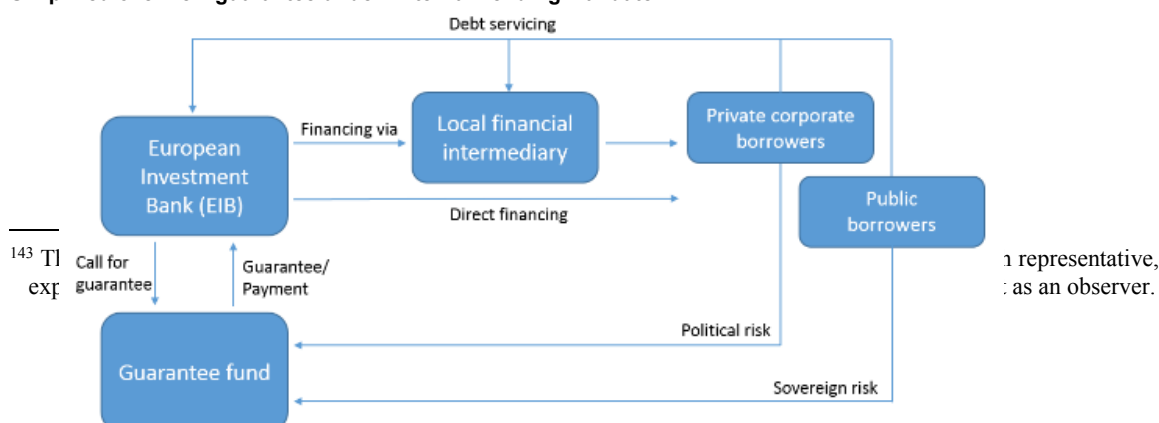 Debt servicing
European
Investment
Bank (EIB)
Financing via
Local financial
intermediary
Private corporate
borrowers
Direct financing
Public
borrowers
143
representative,
as an observer.
Call for
guarantee
Guarantee/
Payment
Political risk
Guarantee fund
Sovereign risk